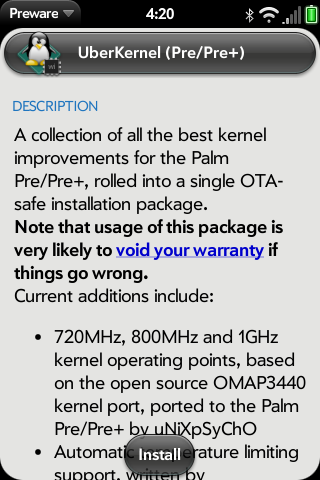 Preware 4:20
UberKernel (Pre/Pre+)
DESCRIPTION
A collection of all the best kernel
improvements for the Palm
Pre/Pre+, rolled into a single OTA-
safe installation package.
Note that usage of this package is
very likely to void your warranty if
things go wrong.
Current additions include:
• 720MHz, 800MHz and 1GHz
kernel operating points, based
on the open source OMAP3440
kernel port, ported to the Palm
Pre/Pre+ by uNiXpSyChO
• Automatic
limiting
support, written by
Install